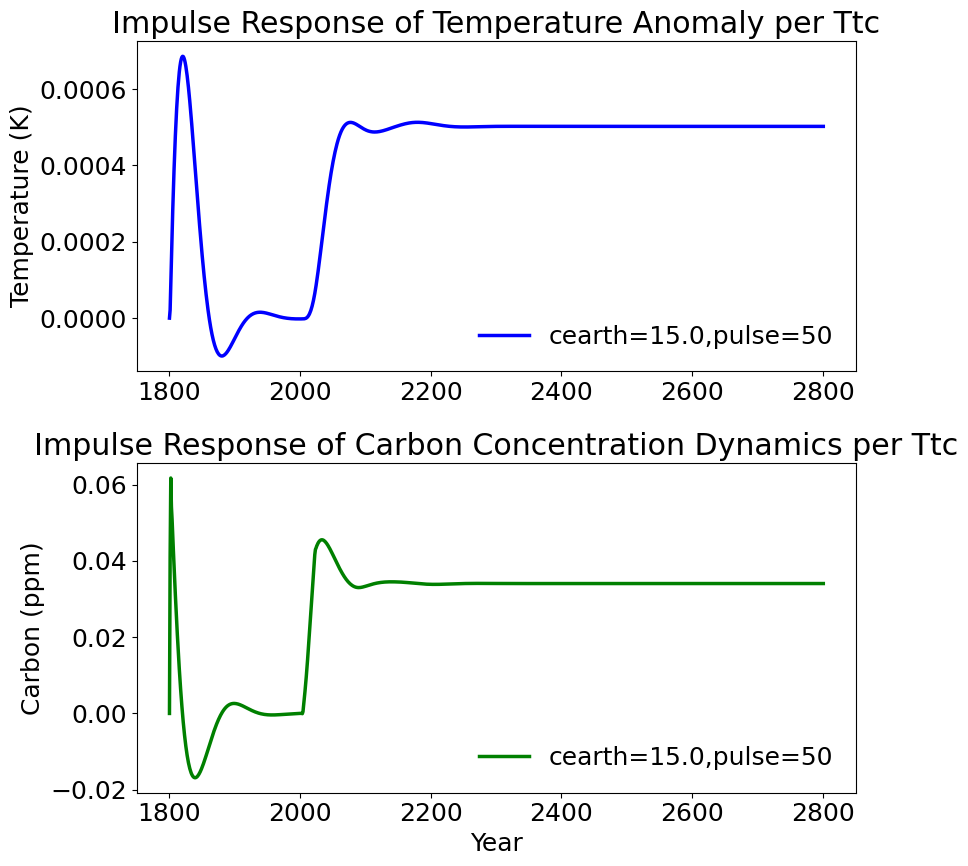 Impulse Response of Temperature Anomaly per Ttc
Temperature (K)
0.0006
0.0004
0.0002
0.0000
cearth=15.0,pulse=50
1800 2000 2200 2400 2600 2800
Impulse Response of Carbon Concentration Dynamics per Ttc
Carbon (ppm)
0.06
0.04
0.02
0.00
−0.02
cearth=15.0,pulse=50
1800 2000 2200 2400 2600 2800
Year